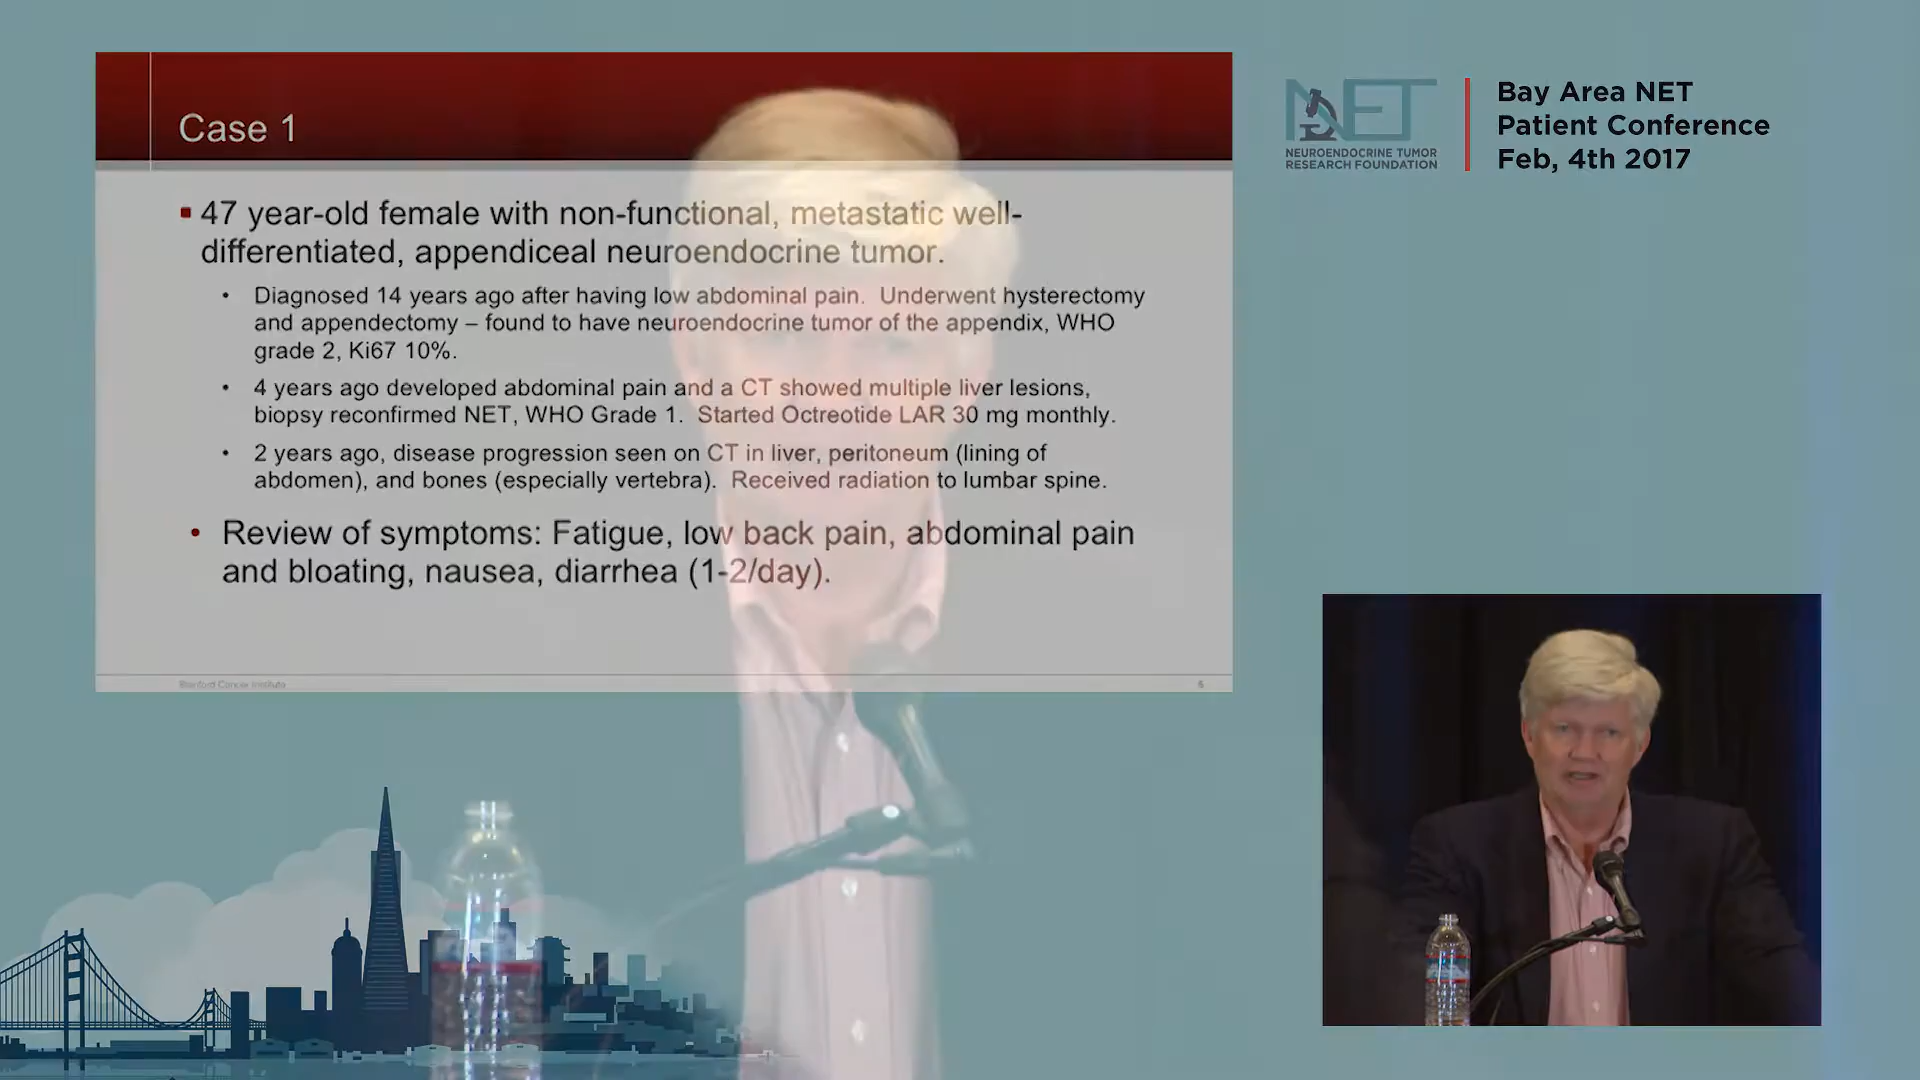 Case 1
47 year-old female with non-functional, metastatic well-
differentiated, appendiceal neuroendocrine tumor.
Diagnosed 14 years ago after having low abdominal pain. Underwent hysterectomy
and appendectomy – found to have neuroendocrine tumor of the appendix, WHO
grade 2, Ki67 10%.
4 years ago developed abdominal pain and a CT showed multiple liver lesions,
biopsy reconfirmed NET, WHO Grade 1. Started Octreotide LAR 30 mg monthly.
2 years ago, disease progression seen on CT in liver, peritoneum (lining of
abdomen), and bones (especially vertebra). Received radiation to lumbar spine.
Review of symptoms: Fatigue, low back pain, abdominal pain
and bloating, nausea, diarrhea (1-2/day).
Stanford Cancer Institute
NET
NEUROENDOCRINE TUMOR
RESEARCH FOUNDATION
Bay Area NET
Patient Conference
Feb, 4th 2017